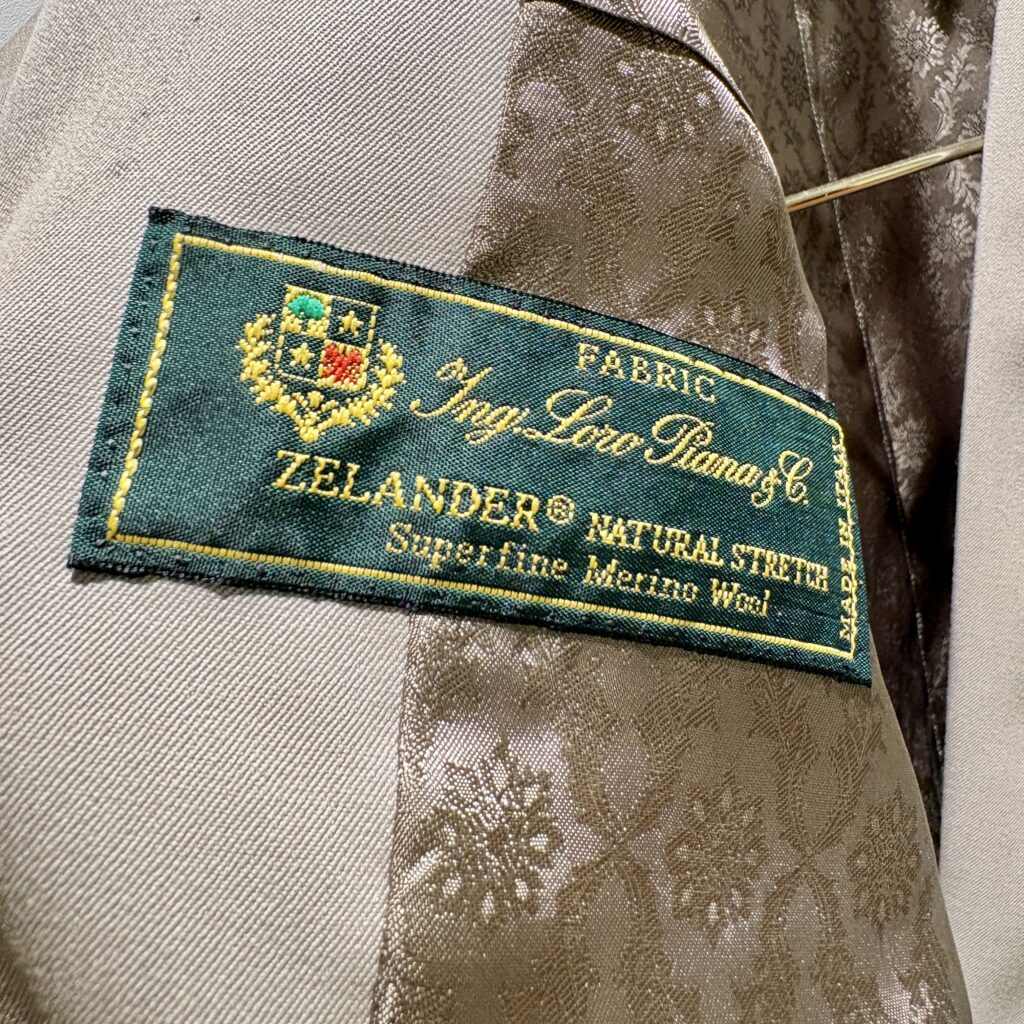 FABRIC
Ing. Loro Piana & C.
ZELANDER® NATURAL STRETCH
Superfine Merino Wool
MADE IN ITALY